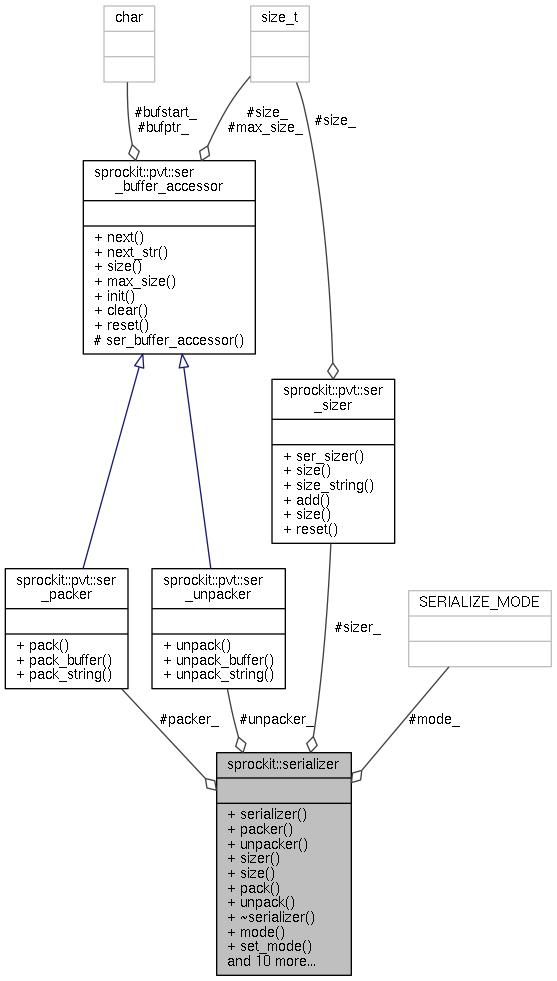 char
size_t
#bufstart_
#bufptr_
#size_
#max_size_
#size_
sprockit::pvt::ser
_buffer_accessor
+ next()
+ next_str()
+ size()
+ max_size()
+ init()
+ clear()
+ reset()
# ser_buffer_accessor()
sprockit::pvt::ser
_sizer
+ ser_sizer()
+ size()
+ size_string()
+ add()
+ size()
+ reset()
sprockit::pvt::ser
_packer
+ pack()
+ pack_buffer()
+ pack_string()
sprockit::pvt::ser
_unpacker
+ unpack()
+ unpack_buffer()
+ unpack_string()
SERIALIZE_MODE
#sizer_
#packer_
#unpacker_
#mode_
sprockit::serializer
+ serializer()
+ packer()
+ unpacker()
+ sizer()
+ size()
+ pack()
+ unpack()
+ ~serializer()
+ mode()
+ set_mode()
and 10 more...